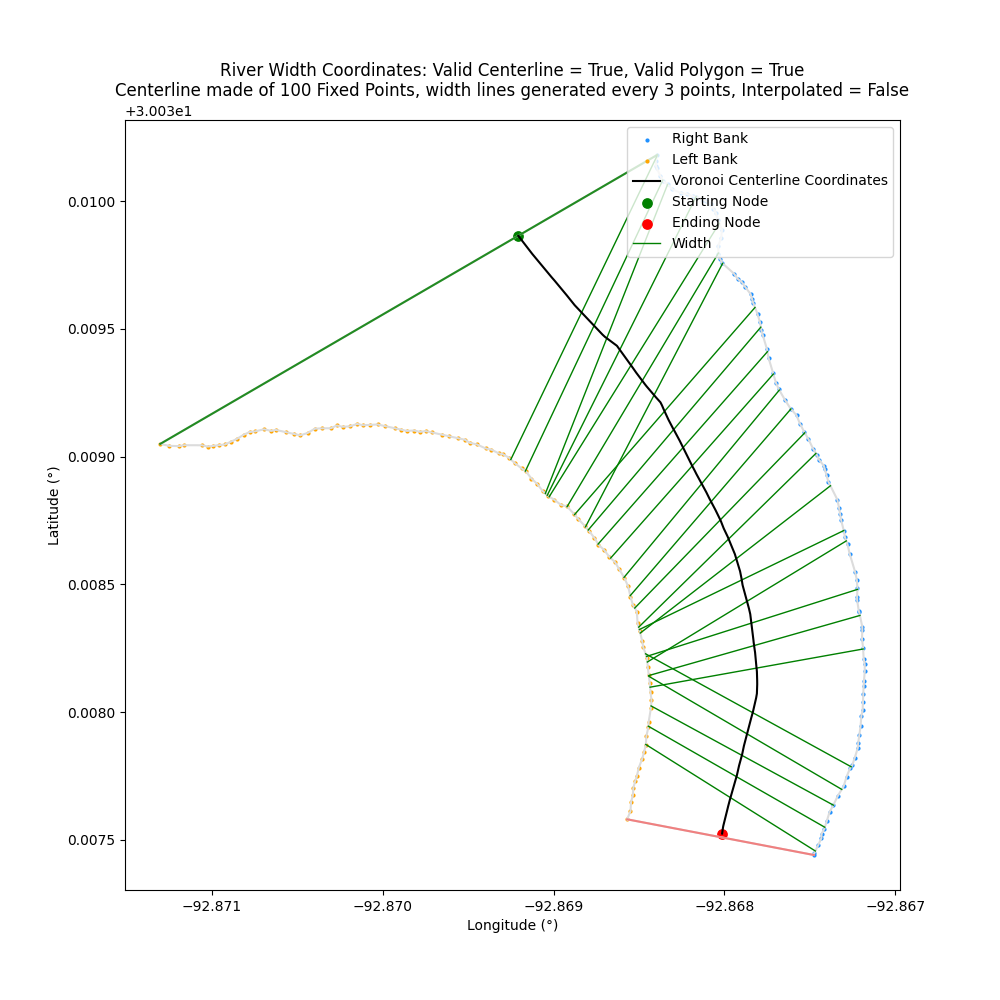 River Width Coordinates: Valid Centerline = True, Valid Polygon = True
Centerline made of 100 Fixed Points, width lines generated every 3 points, Interpolated = False
+3.003e1
Right Bank
Left Bank
Voronoi Centerline Coordinates
Starting Node
Ending Node
Width
0.0100
0.0095
0.0090
0.0085
0.0080
0.0075
Latitude (°)
−92.871
−92.870
−92.869
−92.868
−92.867
Longitude (°)